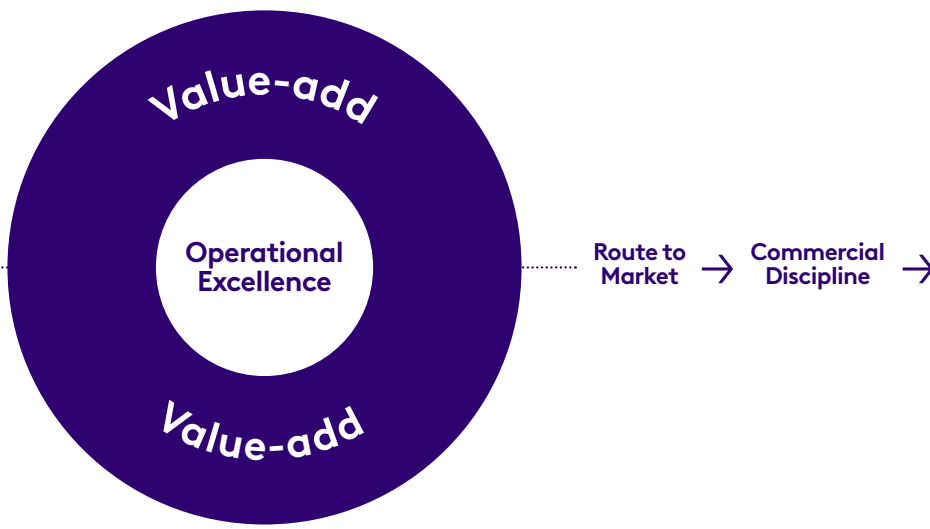 Value-add
Operational
Excellence
Value-add
Route to
Market
Commercial
Discipline